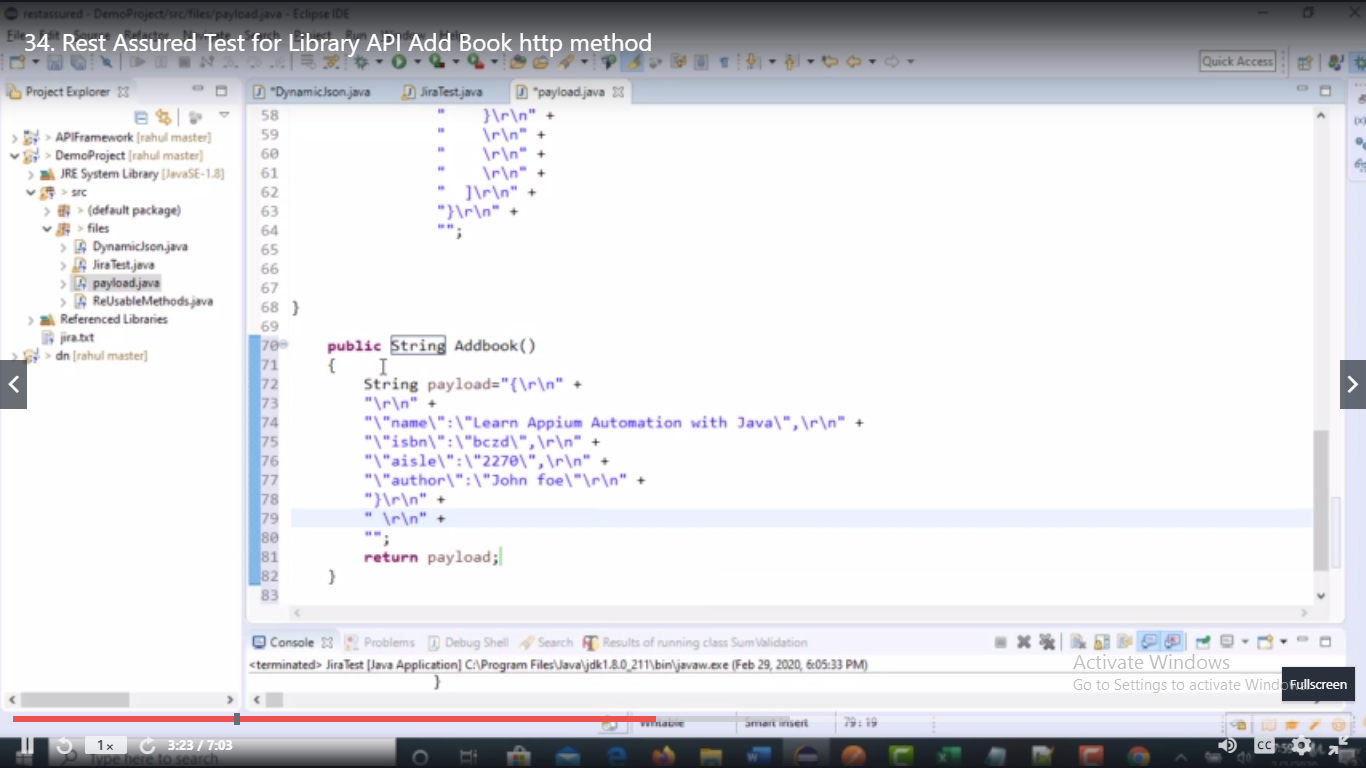 restassured - DemoProject/src/files/payload.java - Eclipse IDE
34. Rest Assured Test for Library API Add Book http method
Quick Access
Project Explorer
*DynamicJson.java
JiraTest.java
*payload.java
> APIFramework [rahul master]
> DemoProject [rahul master]
JRE System Library [JavaSE-1.8]
> src
> (default package)
> files
DynamicJson.java
JiraTest.java
payload.java
ReUsableMethods.java
Referenced Libraries
jira.txt
> dn [rahul master]
58 "     }\r\n" +
59 "     \r\n" +
60 "     \r\n" +
61 "     \r\n" +
62 "  ]\r\n" +
63 "}\r\n" +
64 "";
65
66
67
68 }
69
70 public String Addbook()
71 {
72 String payload="{\r\n" +
73 "\r\n" +
74 "\"name\":\"Learn Appium Automation with Java\",\r\n" +
75 "\"isbn\":\"bczd\",\r\n" +
76 "\"aisle\":\"2270\",\r\n" +
77 "\"author\":\"John foe\"\r\n" +
78 "}\r\n" +
79 " \r\n" +
80 "";
81 return payload;
82 }
83
Console
Problems
Debug Shell
Search
Results of running class SumValidation
<terminated> JiraTest [Java Application] C:\Program Files\Java\jdk1.8.0_211\bin\javaw.exe (Feb 29, 2020, 6:05:33 PM)
}
Activate Windows
Go to Settings to activate Windo
Fullscreen
Writable
Smart Insert
79 : 19
1x
3:23 / 7:03
Type here to search
CC